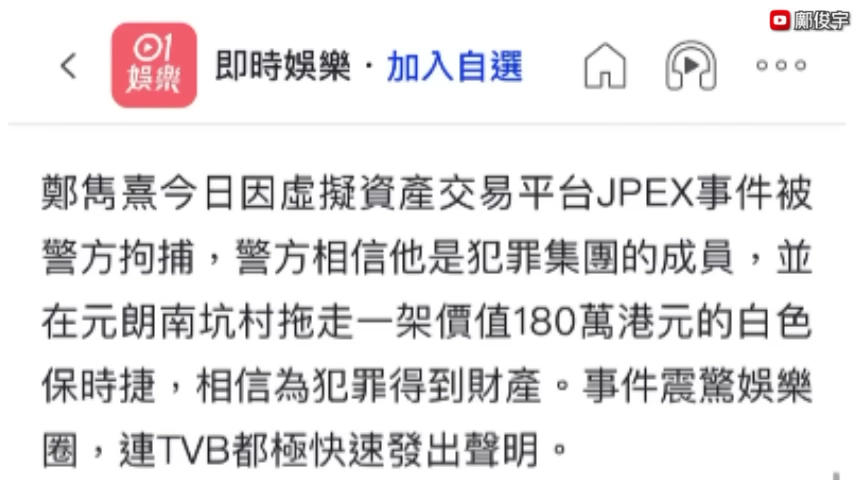 鄺俊宇
01
娛樂
即時娛樂·加入自選
鄭雋熹今日因虛擬資產交易平台JPEX事件被
警方拘捕，警方相信他是犯罪集團的成員，並
在元朗南坑村拖走一架價值180萬港元的白色
保時捷，相信為犯罪得到財產。事件震驚娛樂
圈，連TVB都極快速發出聲明。